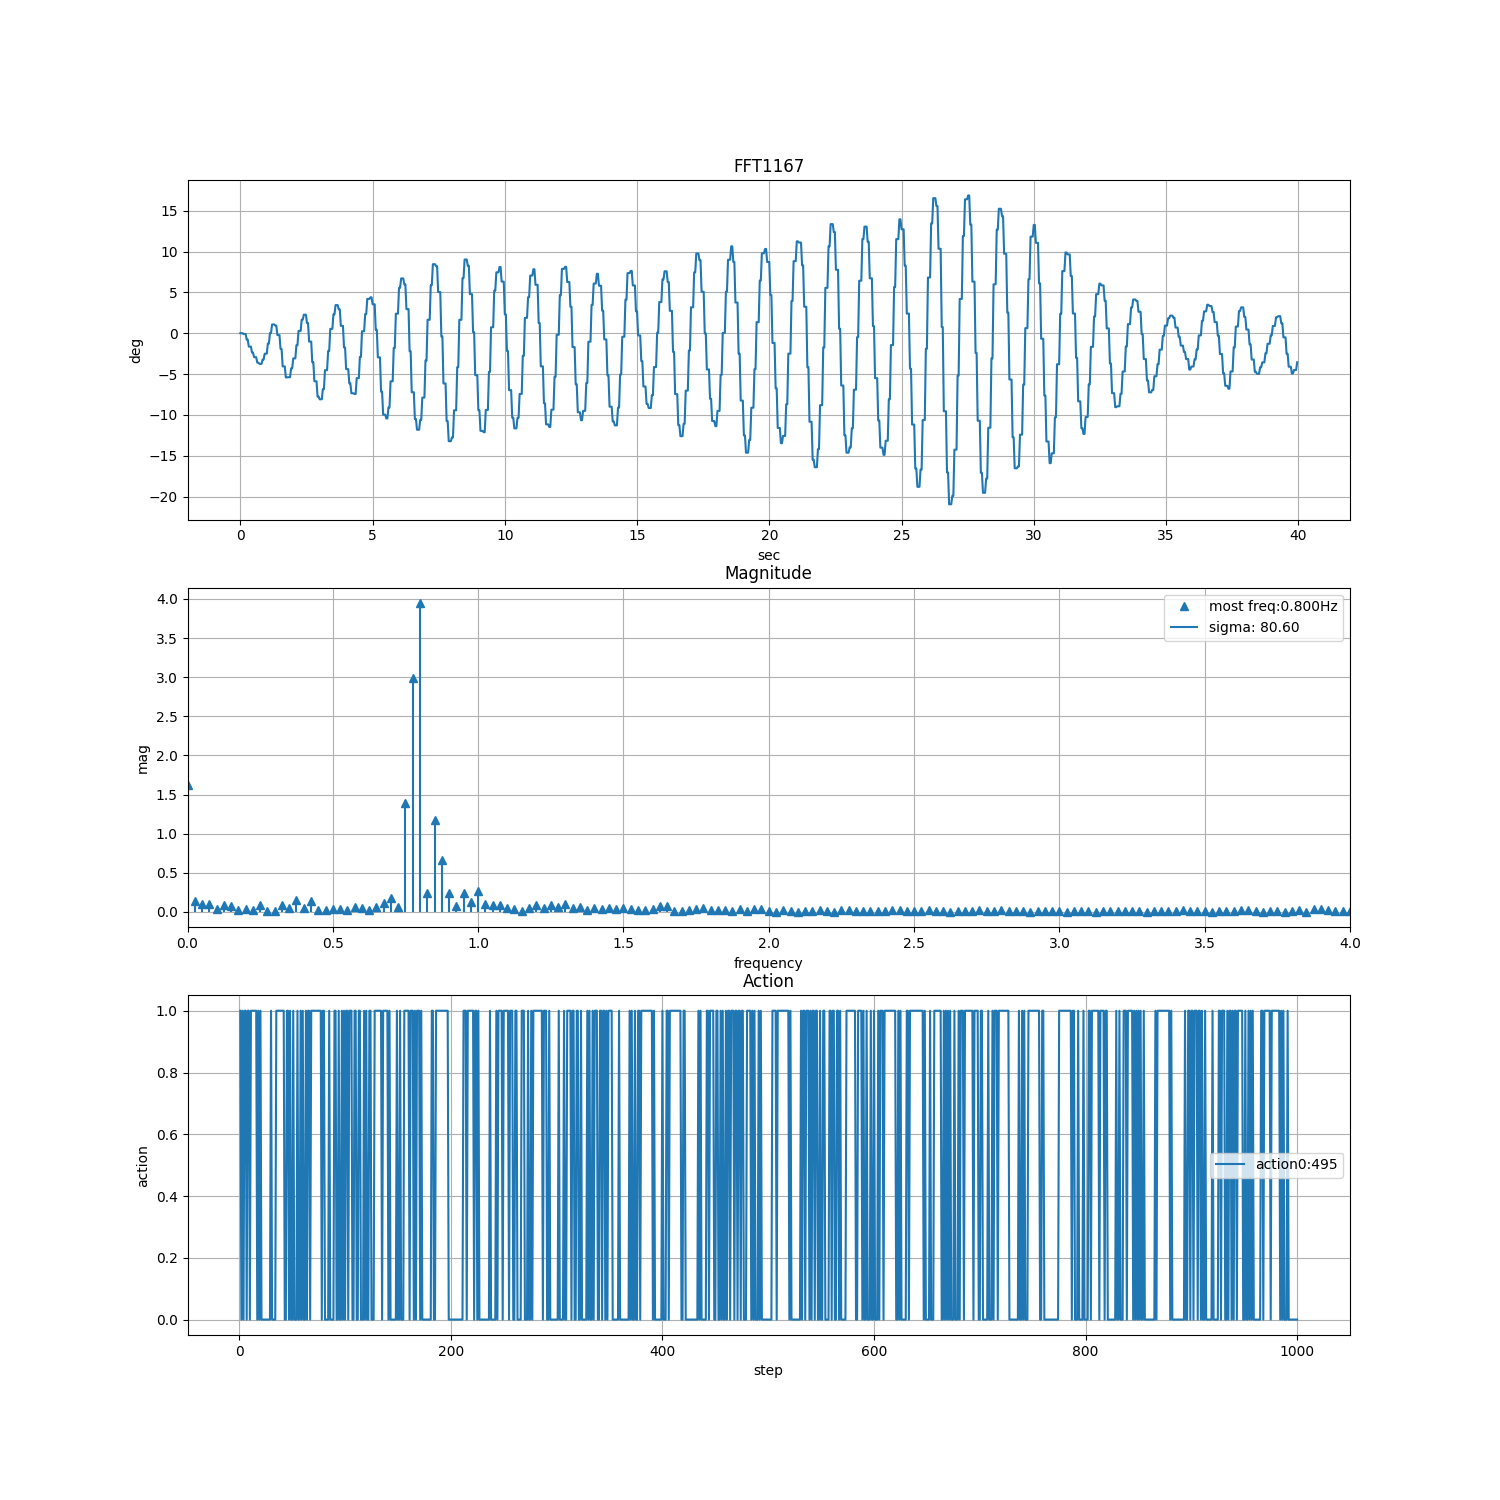 FFT1167
15
10
5
0
−5
−10
−15
−20
deg
0 5 10 15 20 25 30 35 40
sec
Magnitude
4.0
3.5
3.0
2.5
2.0
1.5
1.0
0.5
0.0
mag
most freq:0.800Hz
sigma: 80.60
0.0 0.5 1.0 1.5 2.0 2.5 3.0 3.5 4.0
frequency
Action
1.0
0.8
0.6
0.4
0.2
0.0
action
action0:495
0 200 400 600 800 1000
step